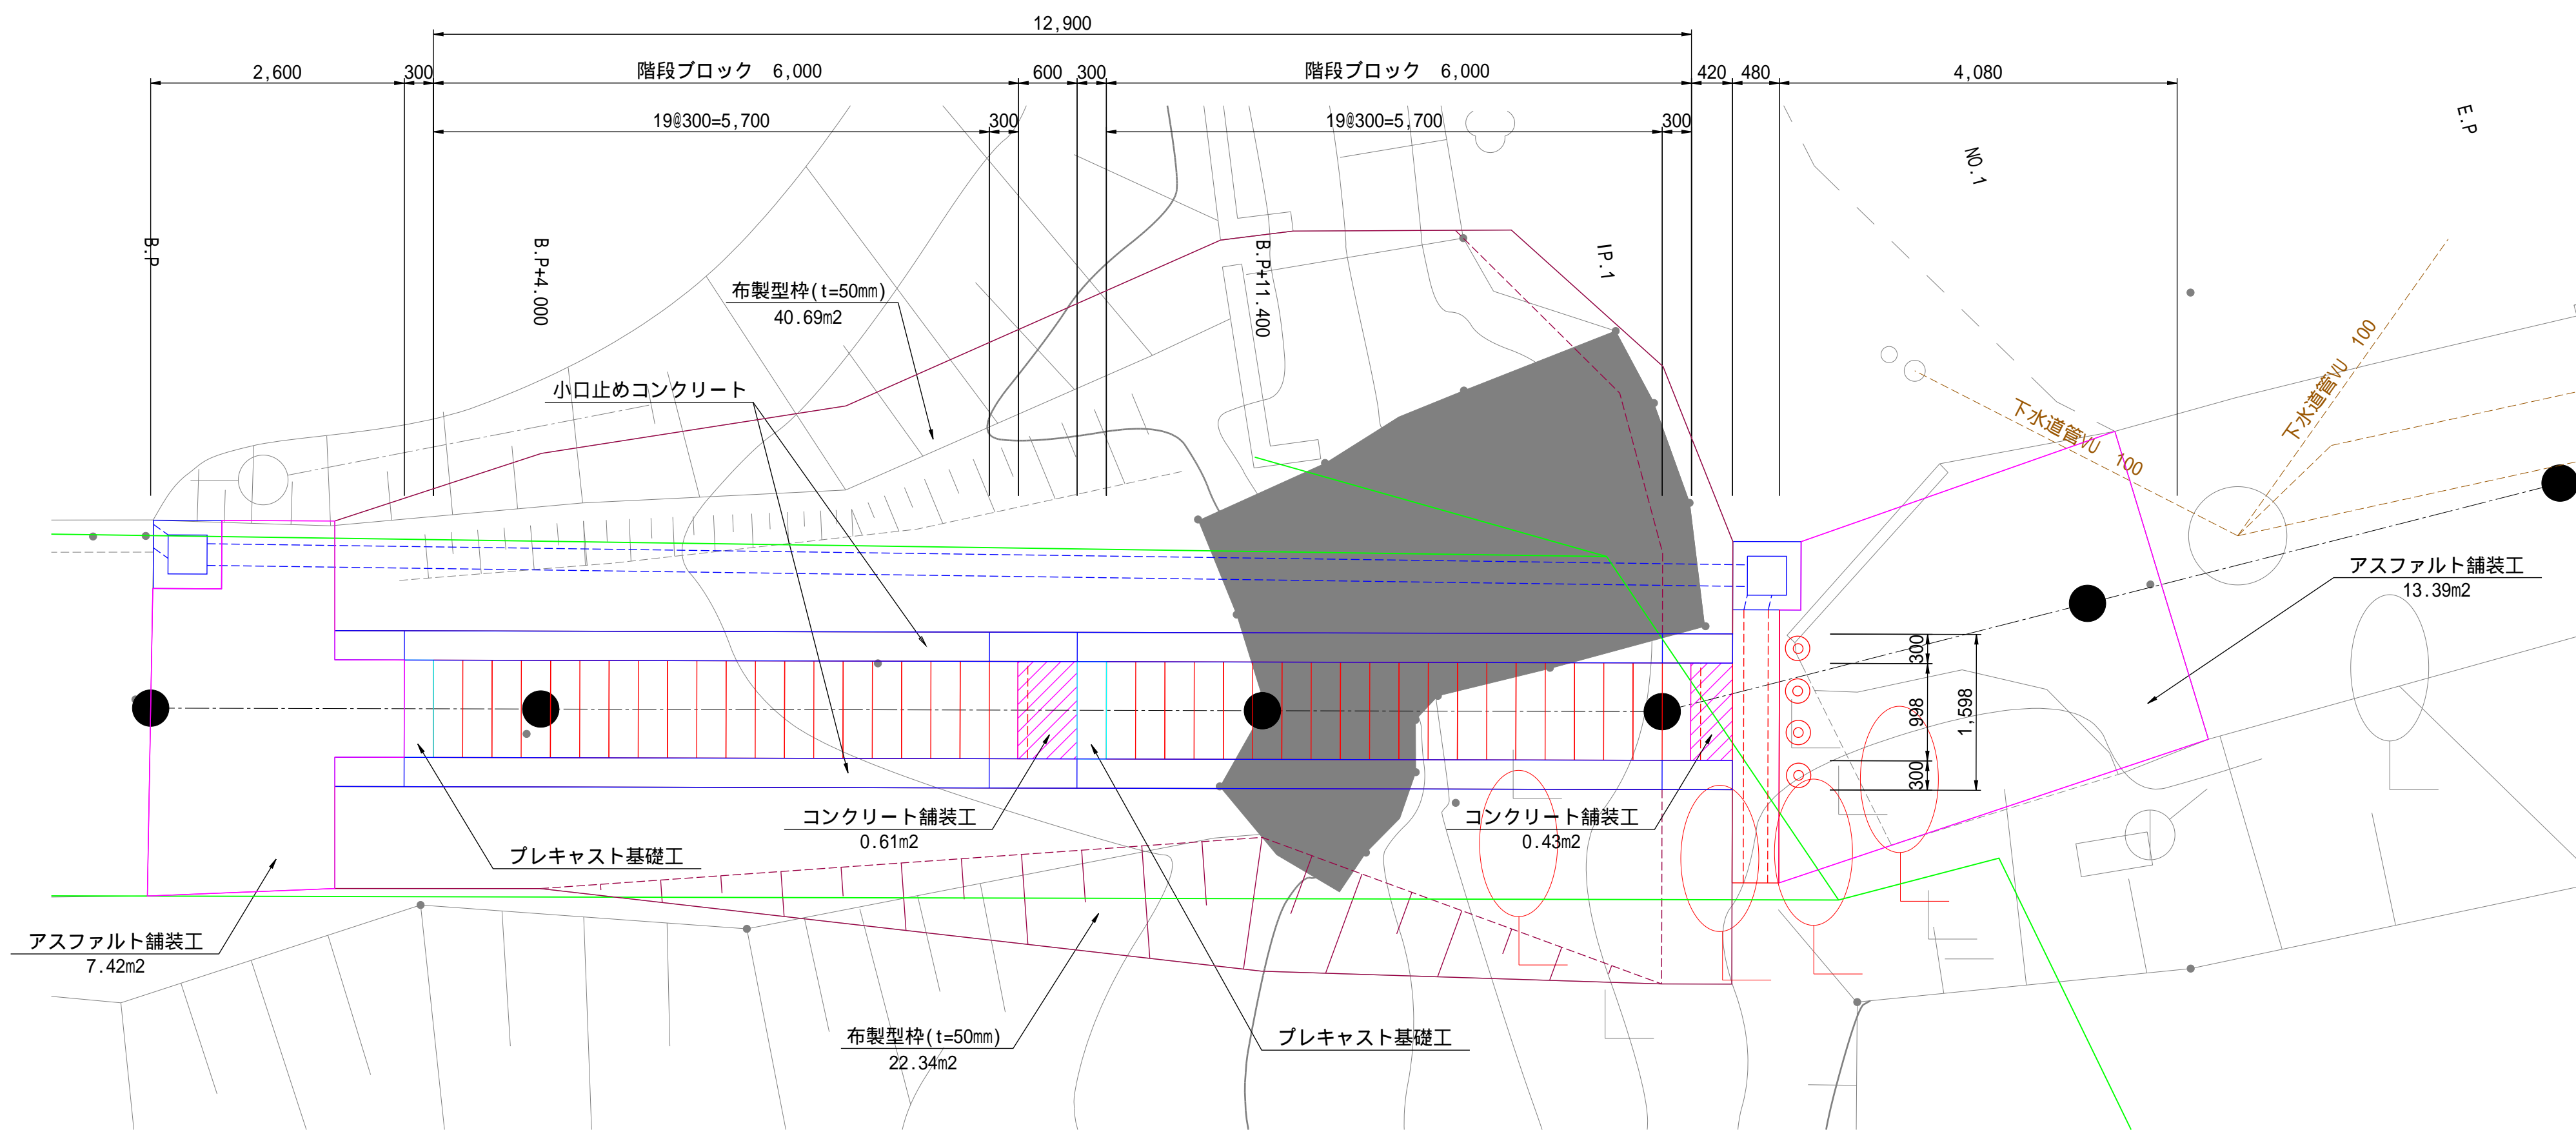 12,900
2,600
300
階段ブロック 6,000
600
300
階段ブロック 6,000
420
480
4,080
19@300=5,700
300
19@300=5,700
300
E.P
NO.1
B.P
B.P+4.000
B.P+11.400
IP.1
布製型枠(t=50mm)
40.69m2
小口止めコンクリート
下水道管VU 100
下水道管VU 100
アスファルト舗装工
13.39m2
300
998
1,598
300
コンクリート舗装工
0.61m2
コンクリート舗装工
0.43m2
プレキャスト基礎工
アスファルト舗装工
7.42m2
布製型枠(t=50mm)
22.34m2
プレキャスト基礎工